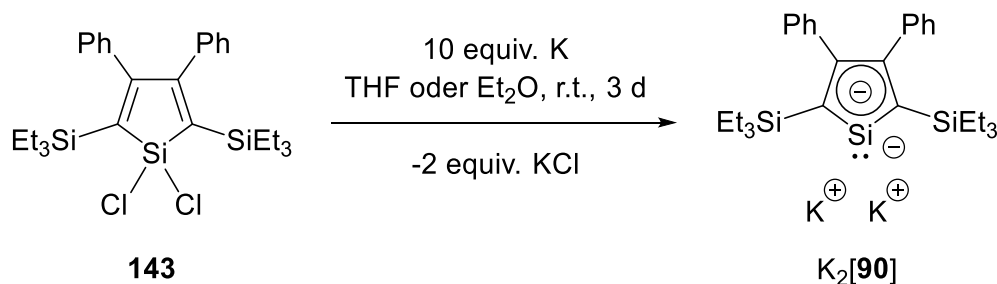 Ph Ph
Et₃Si Si SiEt₃
Cl Cl
143
10 equiv. K
THF oder Et₂O, r.t., 3 d
-2 equiv. KCl
Ph Ph
⊖
Et₃Si Si SiEt₃
•• ⊖
K⊕ K⊕
K₂[90]